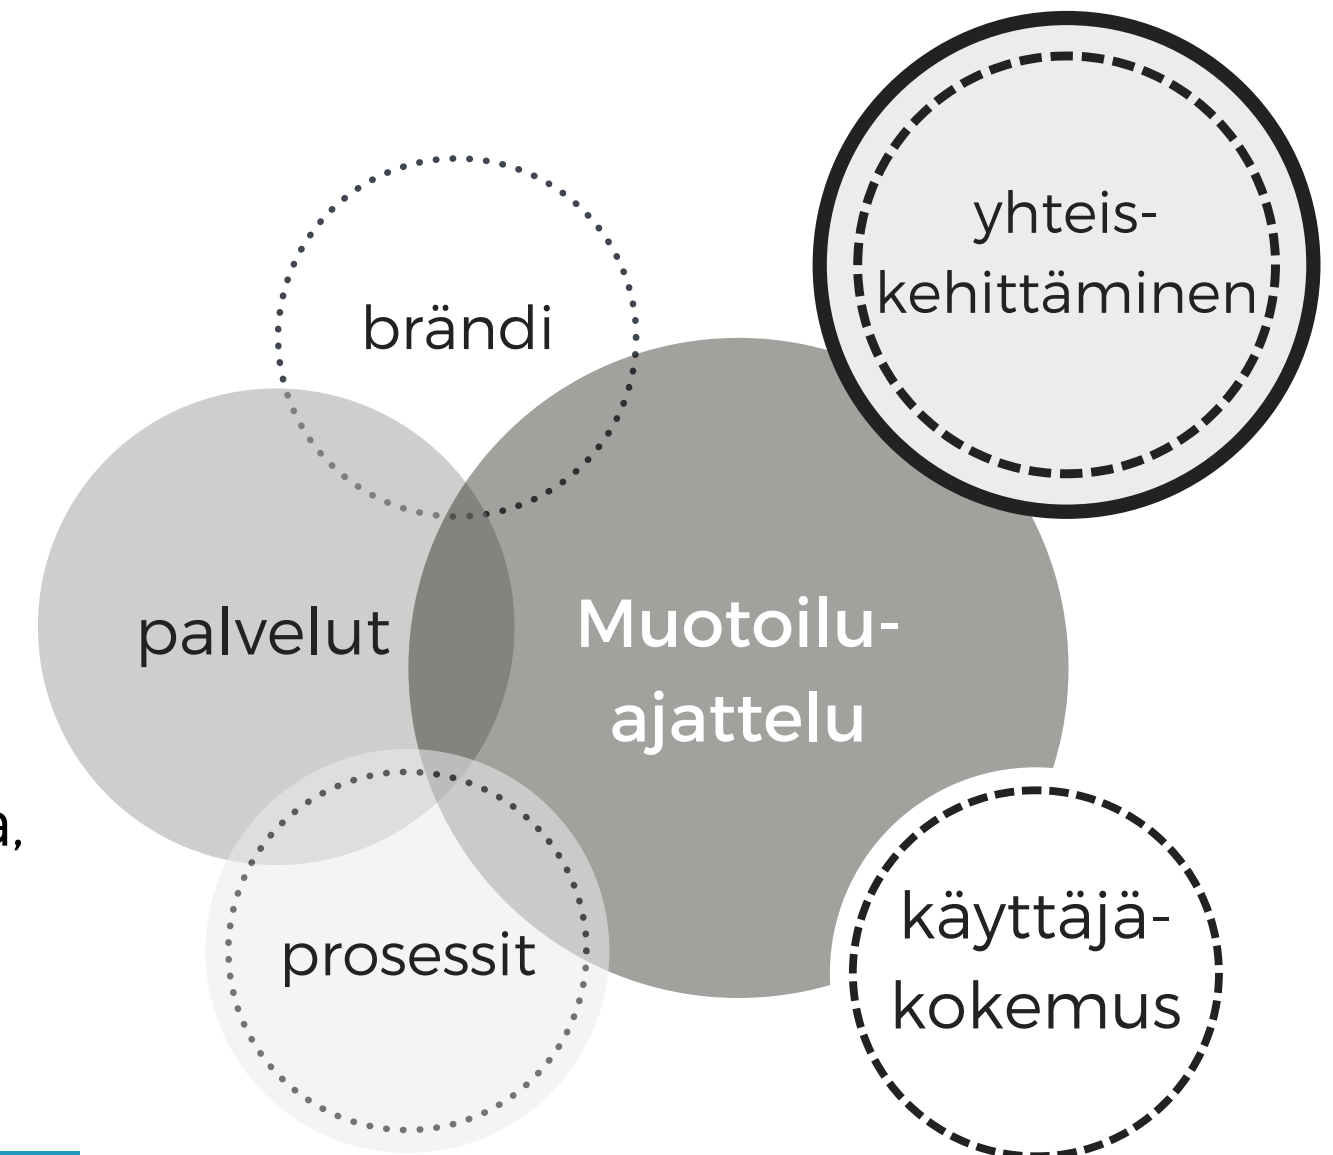 yhteis-
kehittäminen
brändi
palvelut
Muotoilu-
ajattelu
a,
prosessit
käyttäjä-
kokemus